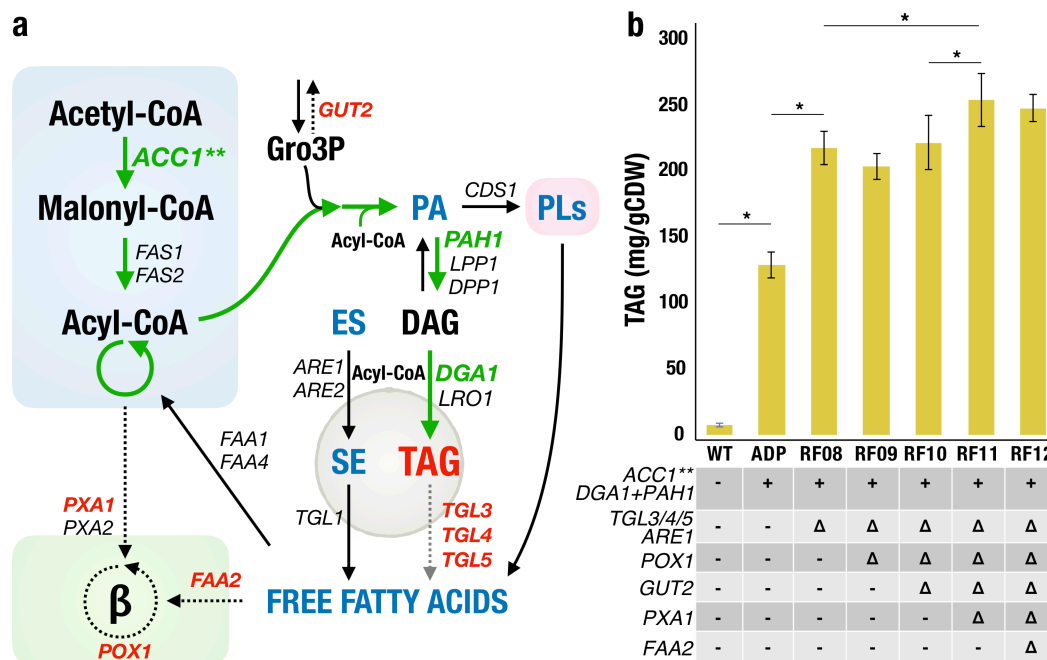 a
Acetyl-CoA
ACC1**
Malonyl-CoA
FAS1
FAS2
Acyl-CoA
GUT2
Gro3P
Acyl-CoA
PA
CDS1
PLs
PAH1
LPP1
DPP1
ES
DAG
ARE1
ARE2
Acyl-CoA
DGA1
LRO1
SE
TAG
FAA1
FAA4
TGL1
TGL3
TGL4
TGL5
PXA1
PXA2
β
FAA2
POX1
FREE FATTY ACIDS
b
TAG (mg/gCDW)
300
250
200
150
100
50
0
* * * * *
WT ADP RF08 RF09 RF10 RF11 RF12
ACC1**
DGA1+PAH1 - + + + + + +
TGL3/4/5
ARE1 - - Δ Δ Δ Δ Δ
POX1 - - - Δ Δ Δ Δ
GUT2 - - - - Δ Δ Δ
PXA1 - - - - - Δ Δ
FAA2 - - - - - - Δ